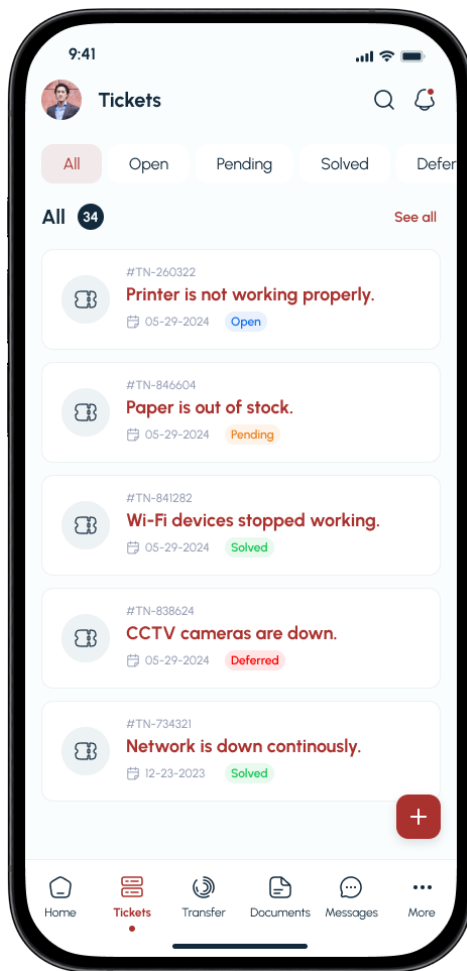 9:41
Tickets
All Open Pending Solved Defer
All 34 See all
#TN-260322
Printer is not working properly.
05-29-2024 Open
#TN-846604
Paper is out of stock.
05-29-2024 Pending
#TN-841282
Wi-Fi devices stopped working.
05-29-2024 Solved
#TN-838624
CCTV cameras are down.
05-29-2024 Deferred
#TN-734321
Network is down continously.
12-23-2023 Solved
+
Home Tickets Transfer Documents Messages More